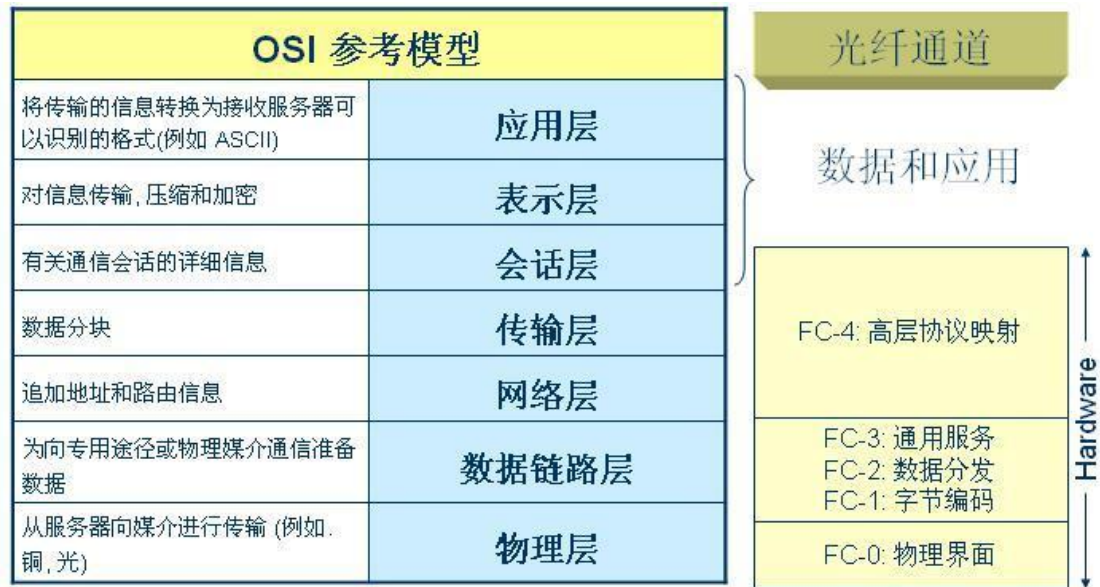 OSI 参考模型
将传输的信息转换为接收服务器可
以识别的格式(例如 ASCII)
应用层
对信息传输, 压缩和加密
表示层
有关通信会话的详细信息
会话层
数据分块
传输层
追加地址和路由信息
网络层
为向专用途径或物理媒介通信准备
数据
数据链路层
从服务器向媒介进行传输 (例如.
铜, 光)
物理层
光纤通道
数据和应用
FC-4: 高层协议映射
FC-3: 通用服务
FC-2: 数据分发
FC-1: 字节编码
FC-0: 物理界面
Hardware